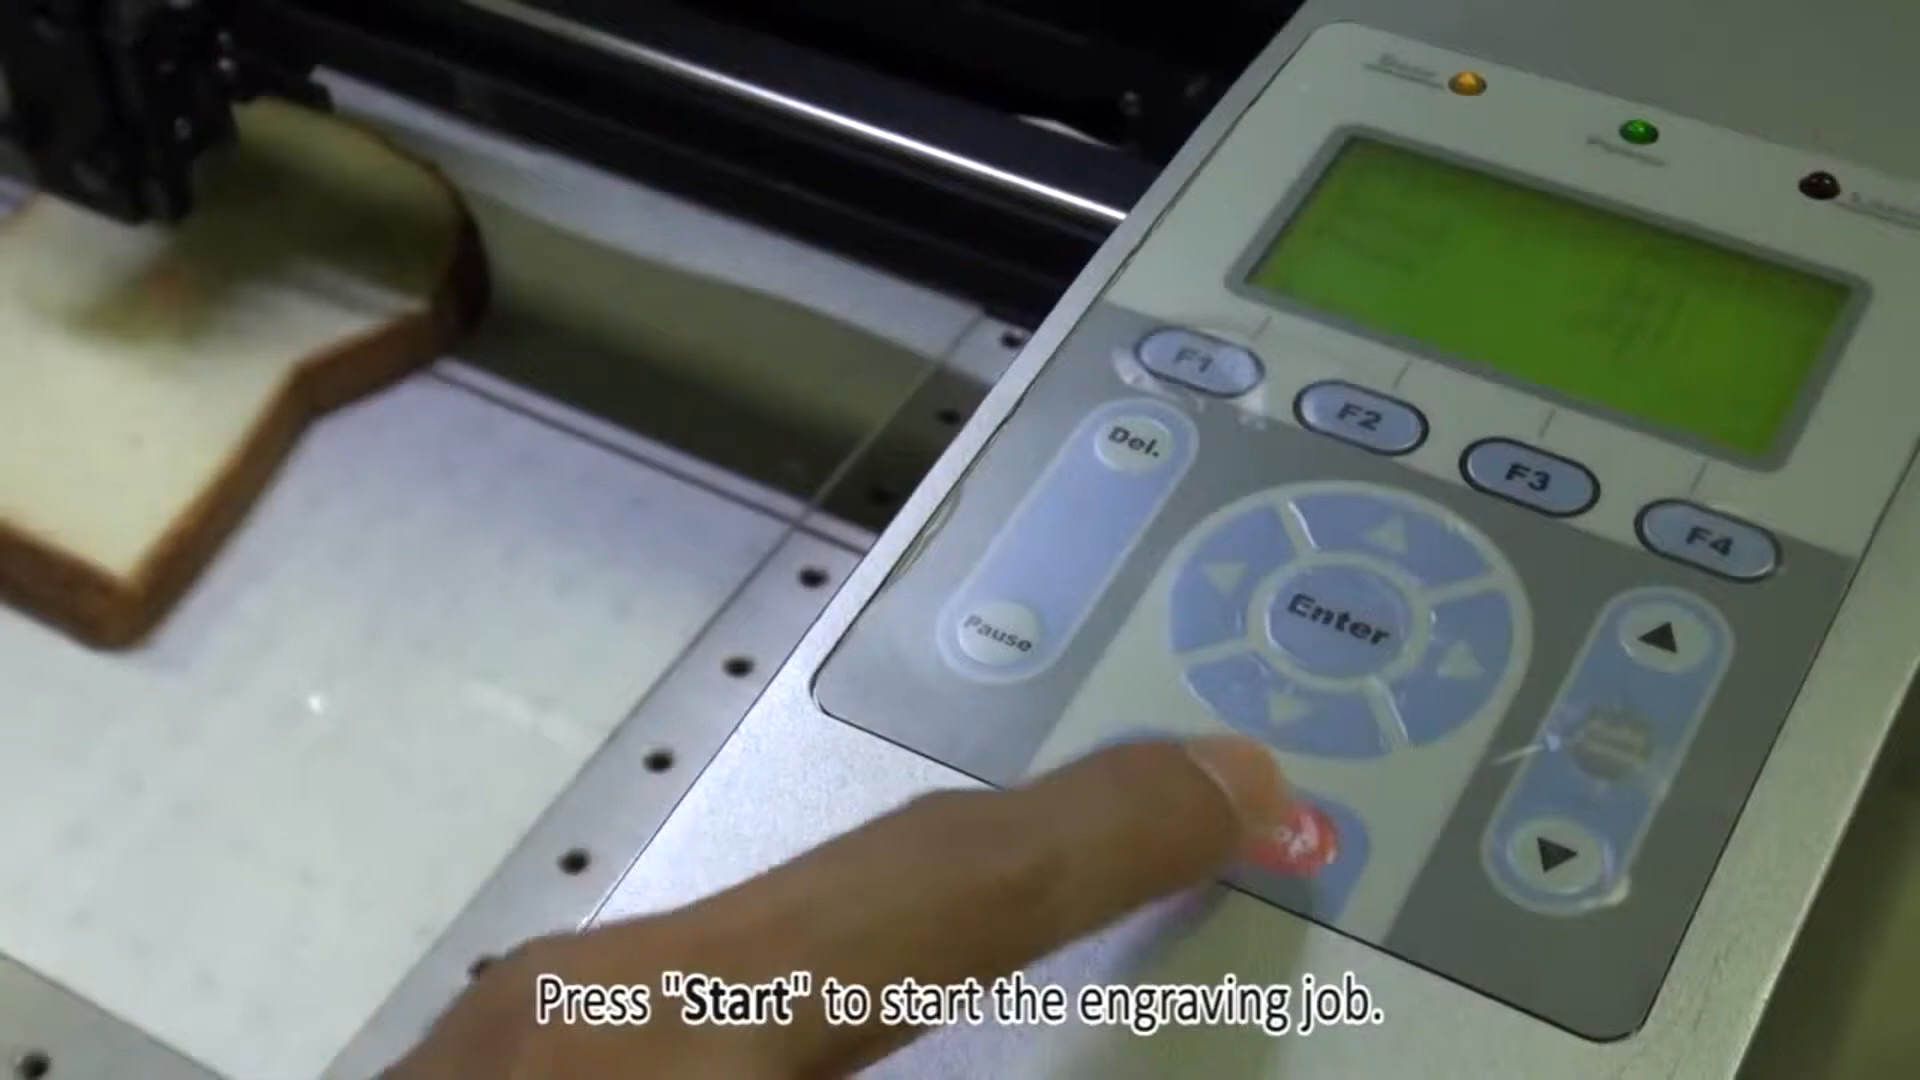 F1
F2
F3
F4
Del.
Pause
Enter
Press "Start" to start the engraving job.